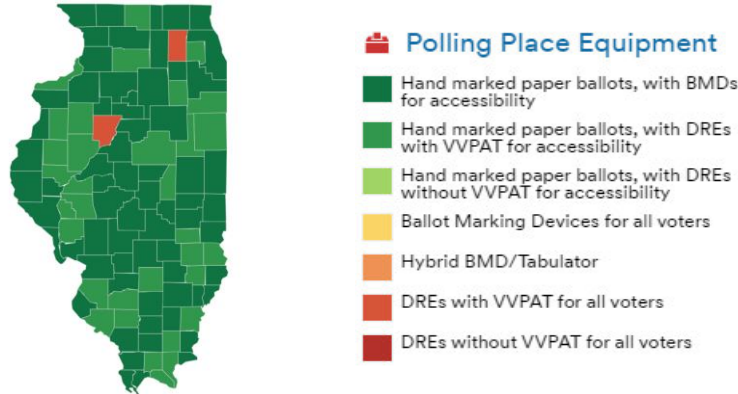 Polling Place Equipment
Hand marked paper ballots, with BMDs
for accessibility
Hand marked paper ballots, with DREs
with VVPAT for accessibility
Hand marked paper ballots, with DREs
without VVPAT for accessibility
Ballot Marking Devices for all voters
Hybrid BMD/Tabulator
DREs with VVPAT for all voters
DREs without VVPAT for all voters